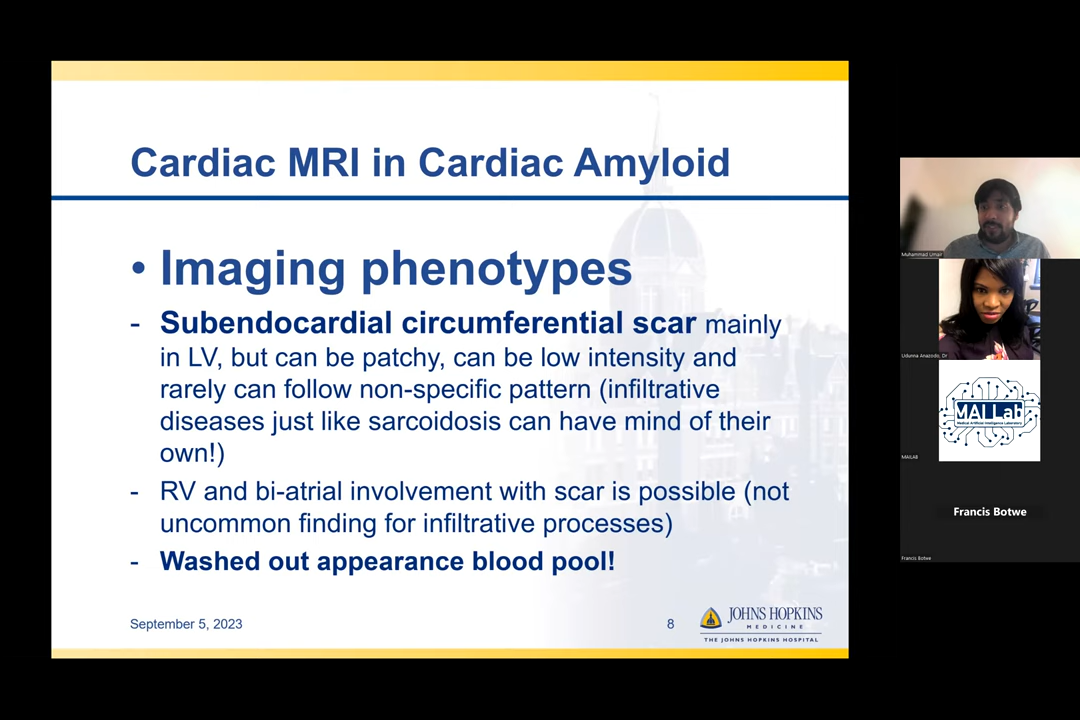 Cardiac MRI in Cardiac Amyloid
• Imaging phenotypes
- Subendocardial circumferential scar mainly
in LV, but can be patchy, can be low intensity and
rarely can follow non-specific pattern (infiltrative
diseases just like sarcoidosis can have mind of their
own!)
- RV and bi-atrial involvement with scar is possible (not
uncommon finding for infiltrative processes)
- Washed out appearance blood pool!
September 5, 2023
8
JOHNS HOPKINS
MEDICINE
THE JOHNS HOPKINS HOSPITAL
Muhammad Umair
Udunna Anazodo, Dr
MAI Lab
Medical Artificial Intelligence Laboratory
MAILAB
Francis Botwe
Francis Botwe